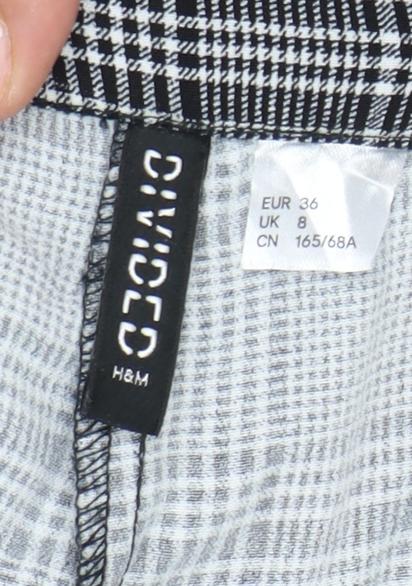 DIVIDED
H&M
EUR 36
UK 8
CN 165/68A